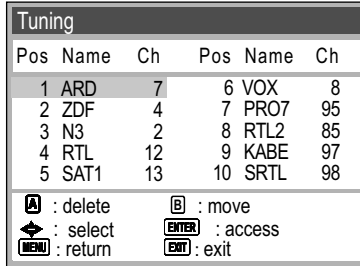 Tuning
Pos Name Ch Pos Name Ch
1 ARD 7 6 VOX 8
2 ZDF 4 7 PRO7 95
3 N3 2 8 RTL2 85
4 RTL 12 9 KABE 97
5 SAT1 13 10 SRTL 98
A : delete B : move
: select ENTER : access
MENU : return EXIT : exit